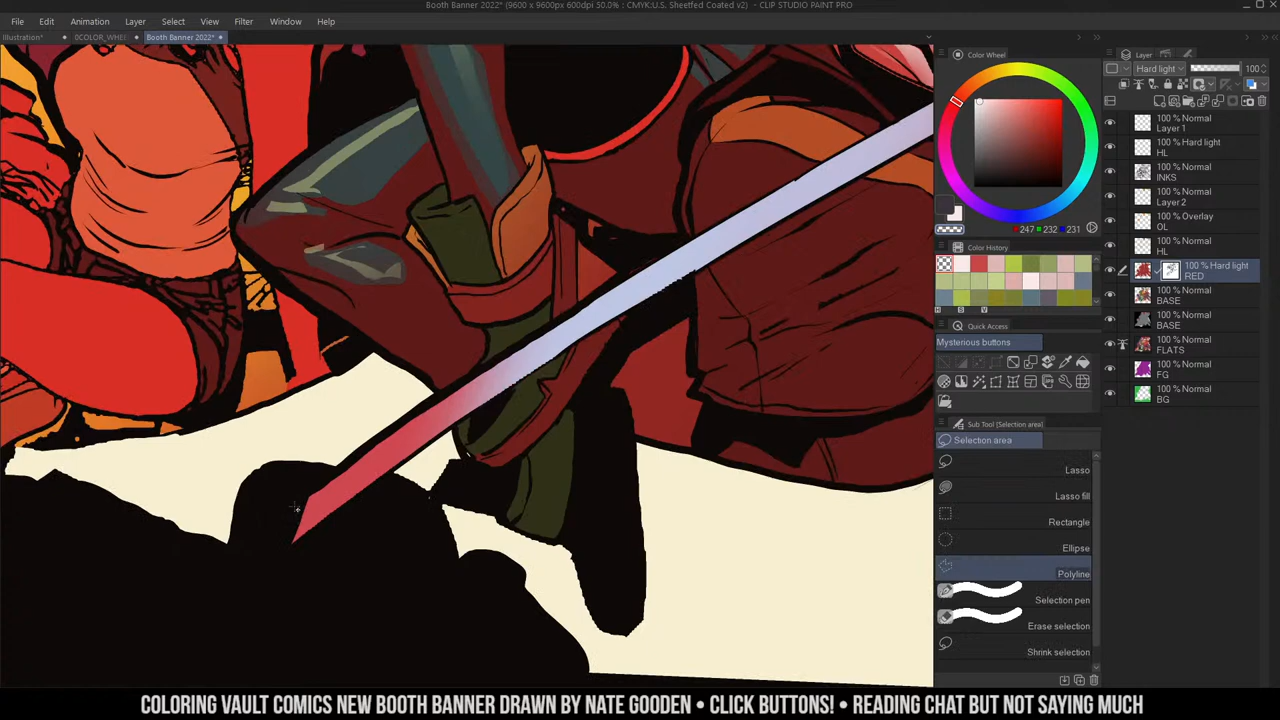 Booth Banner 2022* (9600 x 9600px 600dpi 50.0% : CMYK:U.S. Sheetfed Coated v2) - CLIP STUDIO PAINT PRO
File Edit Animation Layer Select View Filter Window Help
Illustration* 0COLOR_WHEE Booth Banner 2022*
Color Wheel
247 232 231
Color History
H S V
Quick Access
Mysterious buttons
Sub Tool [Selection area]
Selection area
Lasso
Lasso fill
Rectangle
Ellipse
Polyline
Selection pen
Erase selection
Shrink selection
Layer
Hard light 100
100 % Normal
Layer 1
100 % Hard light
HL
100 % Normal
INKS
100 % Normal
Layer 2
100 % Overlay
OL
100 % Normal
HL
100 % Hard light
RED
100 % Normal
BASE
100 % Normal
BASE
100 % Normal
FLATS
100 % Normal
FG
100 % Normal
BG
COLORING VAULT COMICS NEW BOOTH BANNER DRAWN BY NATE GOODEN • CLICK BUTTONS! • READING CHAT BUT NOT SAYING MUCH